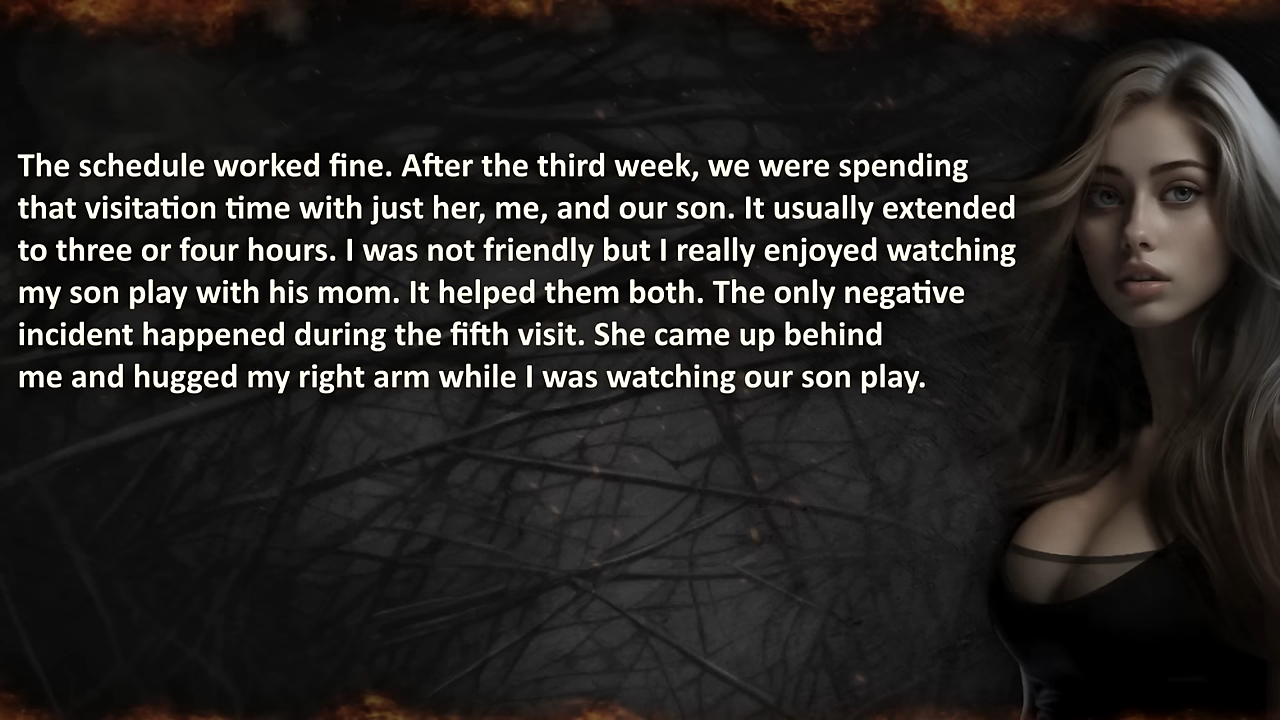 The schedule worked fine. After the third week, we were spending
that visitation time with just her, me, and our son. It usually extended
to three or four hours. I was not friendly but I really enjoyed watching
my son play with his mom. It helped them both. The only negative
incident happened during the fifth visit. She came up behind
me and hugged my right arm while I was watching our son play.